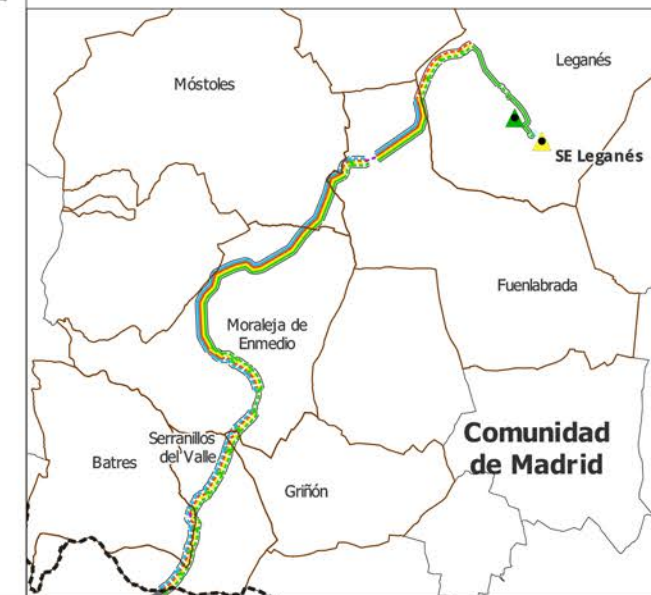 Leganés
Móstoles
SE Leganés
Fuenlabrada
Moraleja de
Enmedio
Comunidad
de Madrid
Serranillos
del Valle
Batres
Griñón